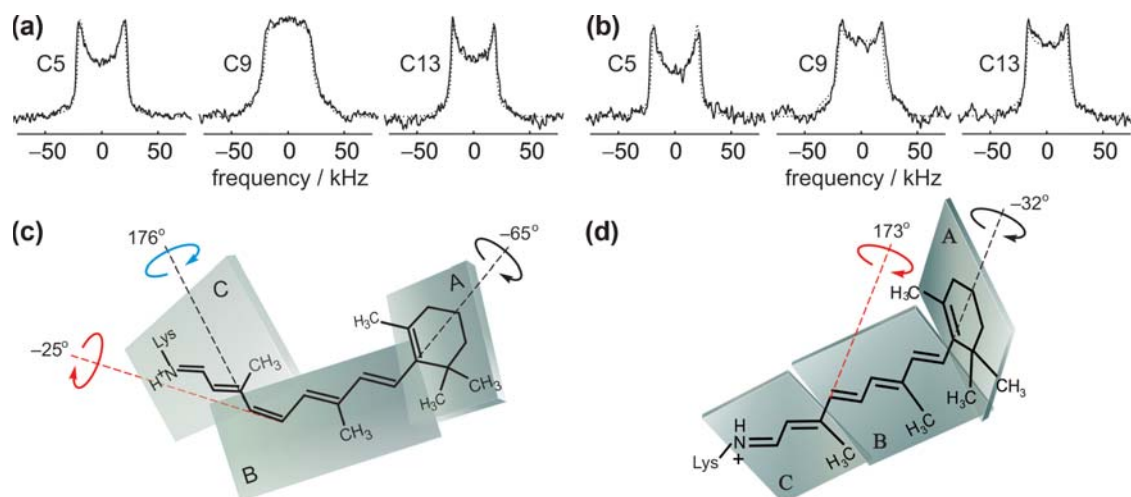 (a)
C5
C9
C13
−50 0 50 −50 0 50 −50 0 50
frequency / kHz
(b)
C5
C9
C13
−50 0 50 −50 0 50 −50 0 50
frequency / kHz
(c)
176°
−65°
−25°
C
A
B
Lys
H+N
CH3
H3C
CH3
H3C
CH3
(d)
173°
−32°
A
H3C
H3C
CH3
B
H
N
+
Lys
H3C
H3C
C